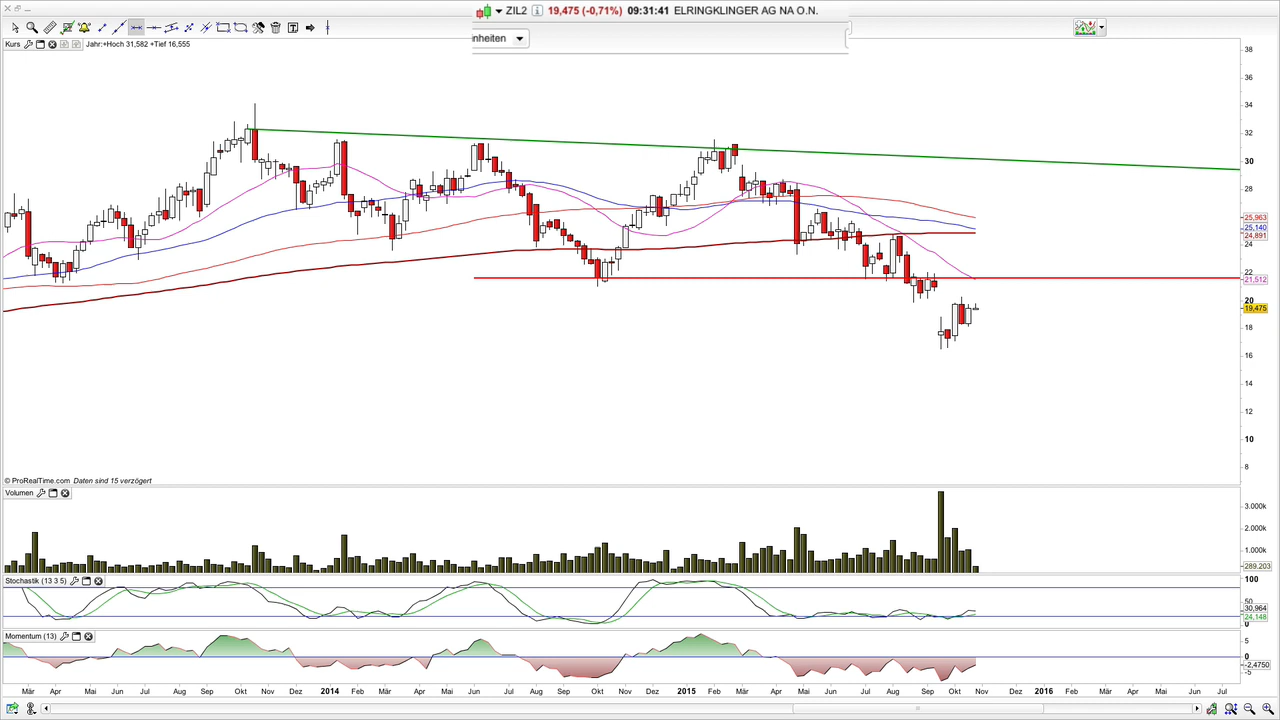 ZIL2 19,475 (-0,71%) 09:31:41 ELRINGKLINGER AG NA O.N.
nheiten
Kurs Jahr:+Hoch 31,582 +Tief 16,555
38
36
34
32
30
28
25,963
25,140
24,891
24
22
21,512
20
19,475
18
16
14
12
10
8
© ProRealTime.com Daten sind 15 verzögert
Volumen
3.000k
2.000k
1.000k
289,203
Stochastik (13 3 5)
100
50
30,964
24,148
0
Momentum (13)
5
0
-2,4750
-5
Mär Apr Mai Jun Jul Aug Sep Okt Nov Dez 2014 Feb Mär Apr Mai Jun Jul Aug Okt Nov Dez 2015 Feb Mär Apr Mai Jun Jul Aug Sep Okt Nov Dez 2016 Feb Mär Apr Mai Jun Jul